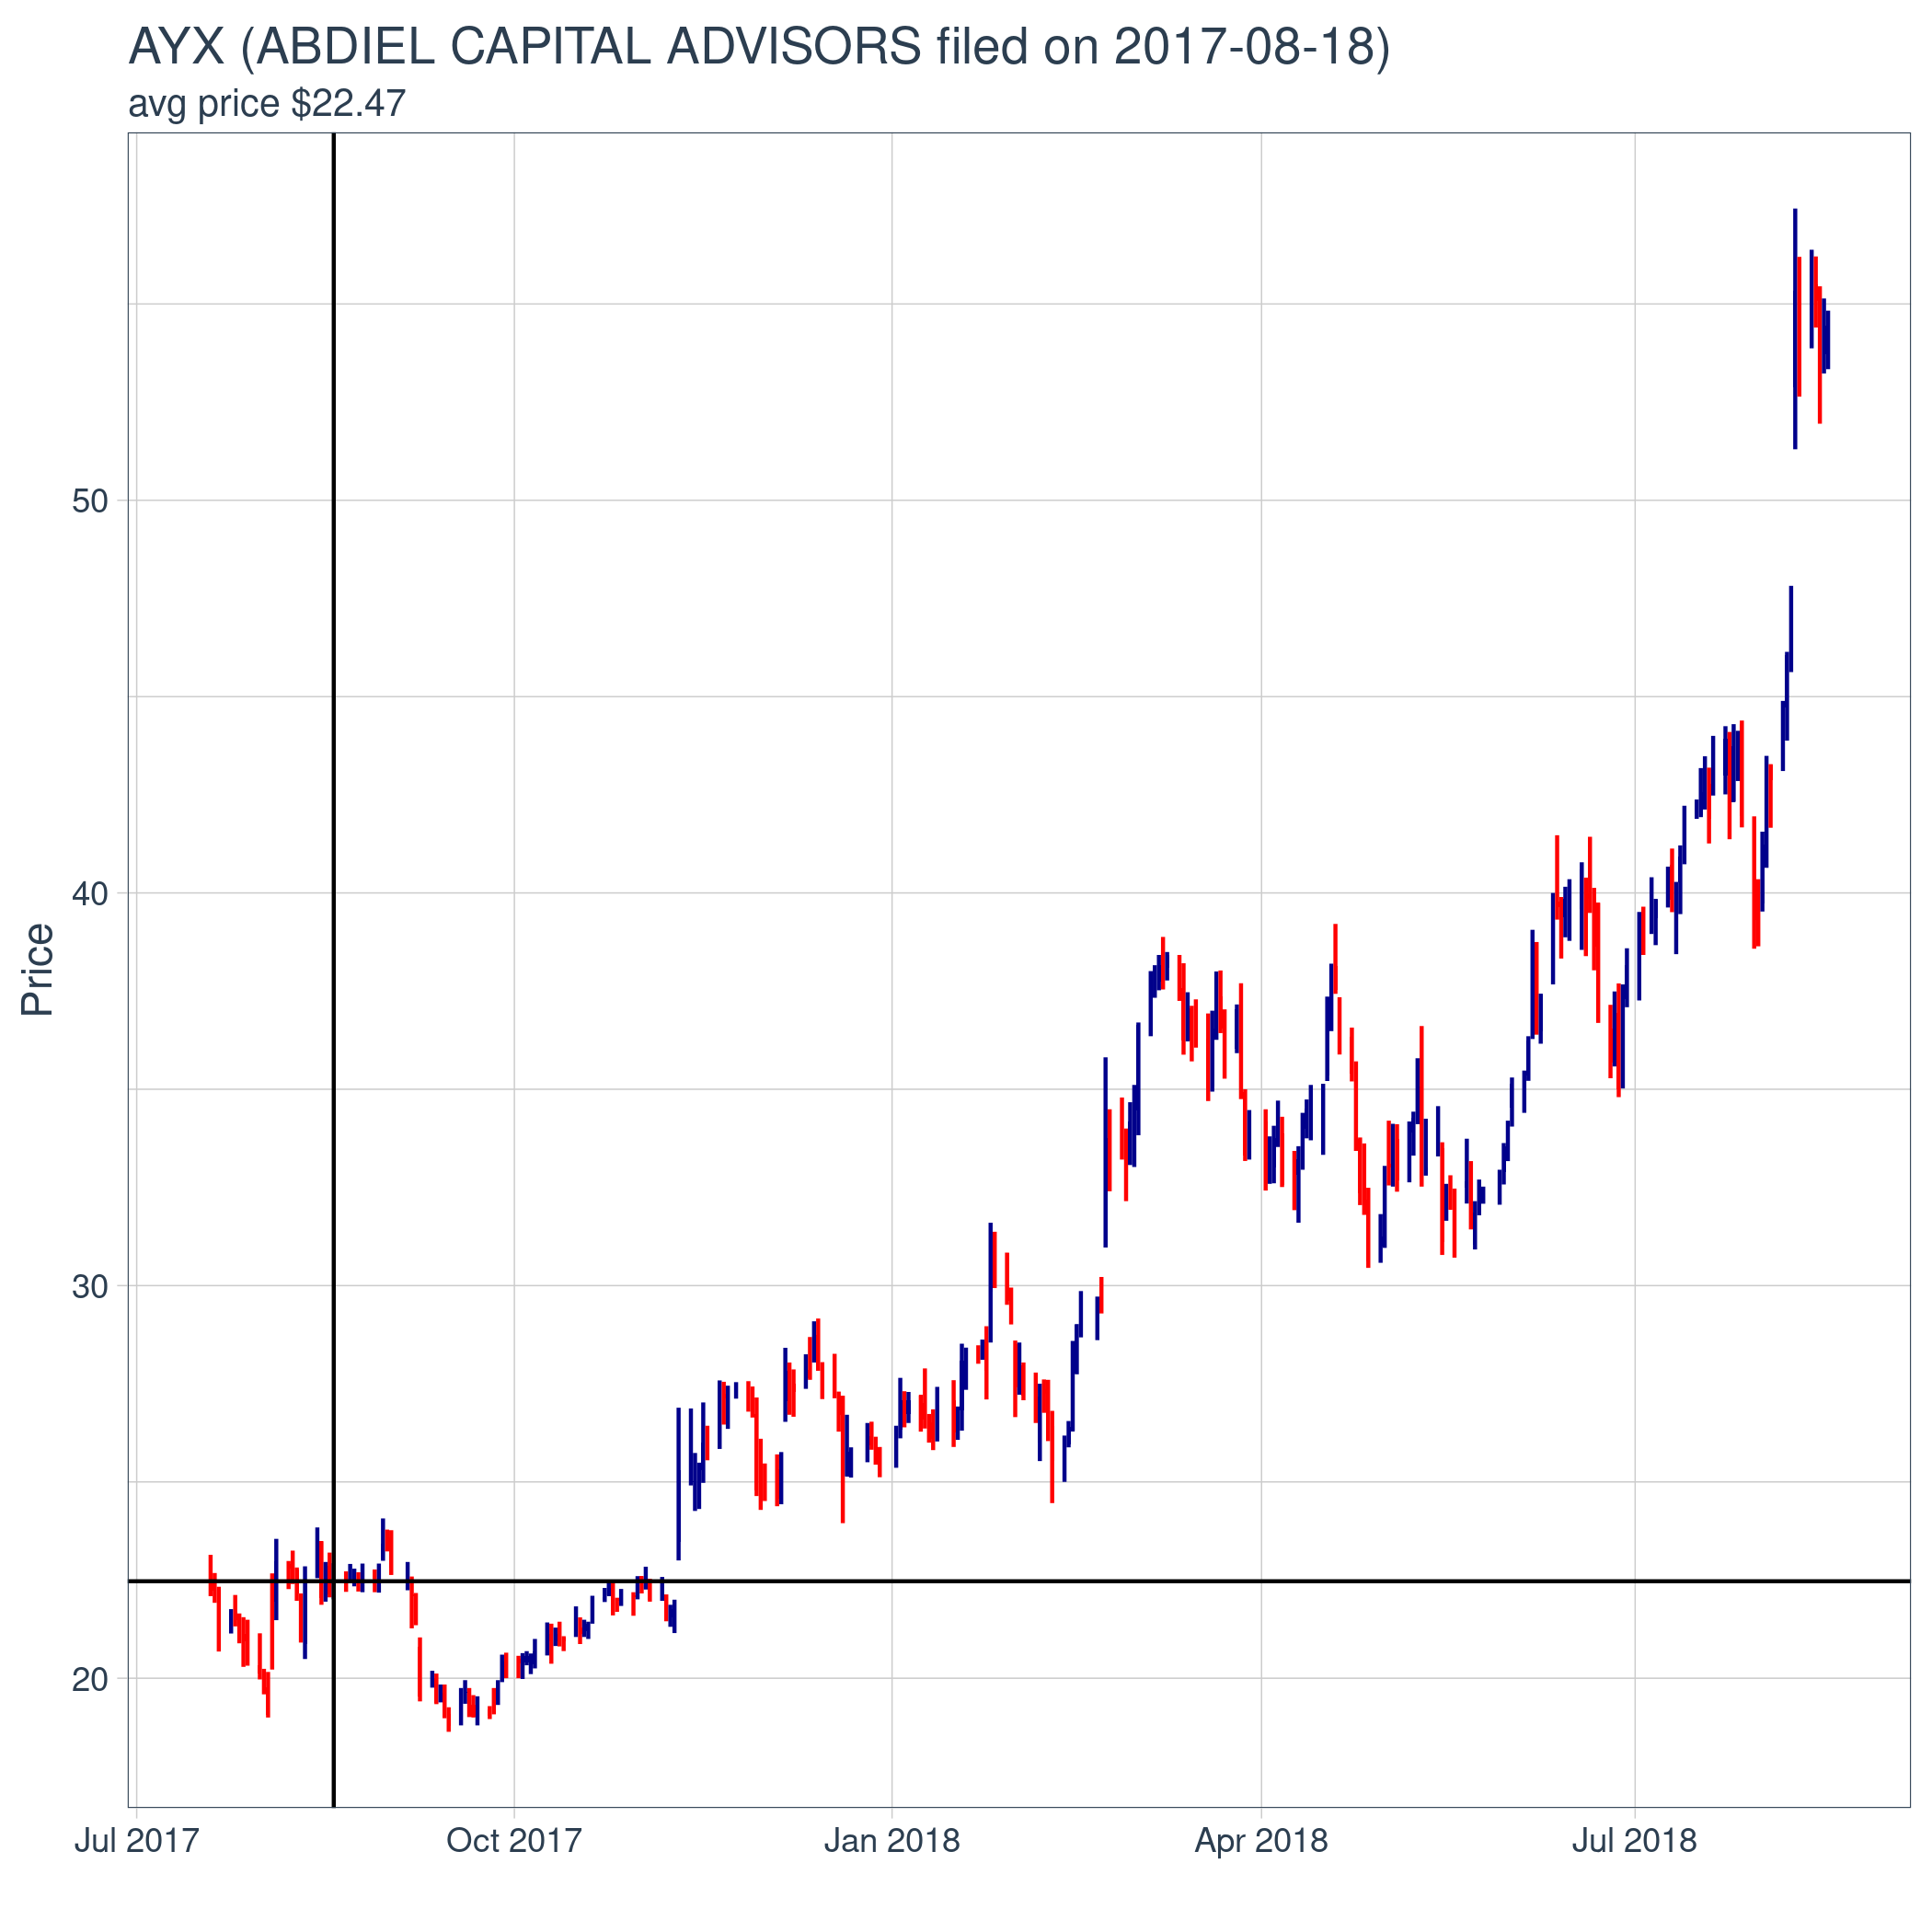 AYX (ABDIEL CAPITAL ADVISORS filed on 2017-08-18)
avg price $22.47
50
40
30
20
Price
Jul 2017 Oct 2017 Jan 2018 Apr 2018 Jul 2018